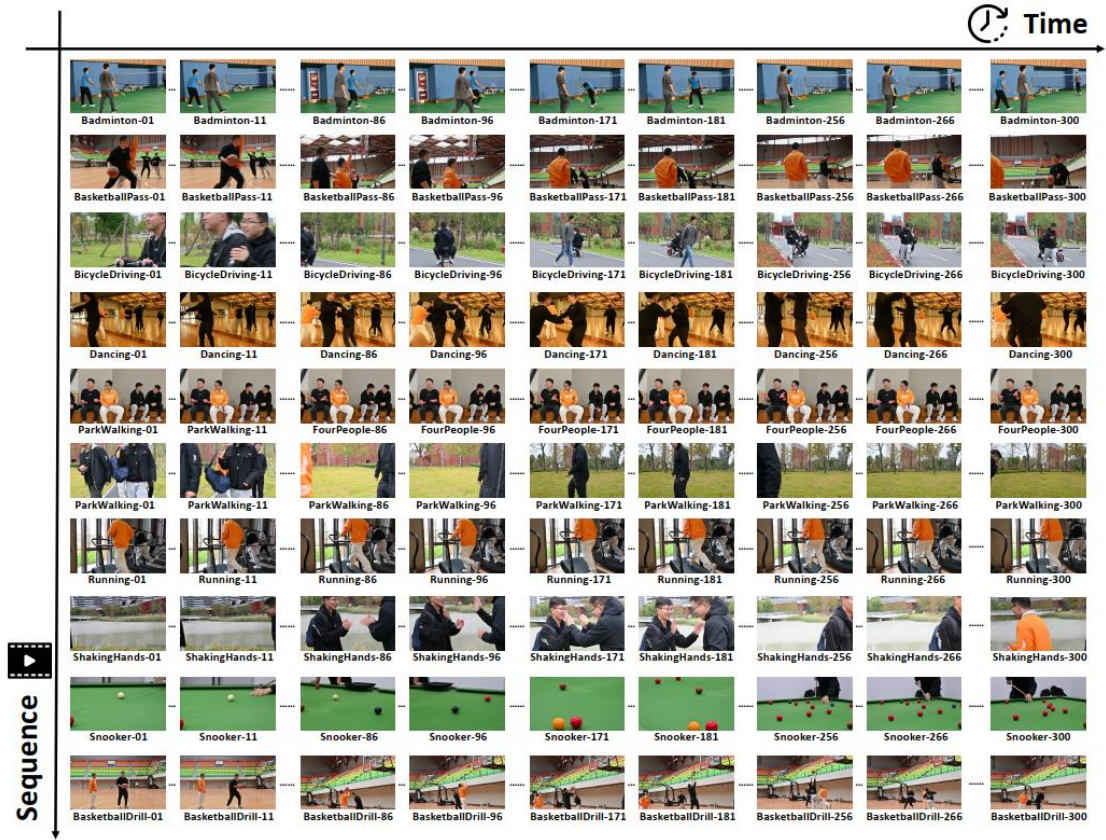 Time
Badminton-01 Badminton-11 Badminton-86 Badminton-96 Badminton-171 Badminton-181 Badminton-256 Badminton-266 Badminton-300
BasketballPass-01 BasketballPass-11 BasketballPass-86 BasketballPass-96 BasketballPass-171 BasketballPass-181 BasketballPass-256 BasketballPass-266 BasketballPass-300
BicycleDriving-01 BicycleDriving-11 BicycleDriving-86 BicycleDriving-96 BicycleDriving-171 BicycleDriving-181 BicycleDriving-256 BicycleDriving-266 BicycleDriving-300
Dancing-01 Dancing-11 Dancing-86 Dancing-96 Dancing-171 Dancing-181 Dancing-256 Dancing-266 Dancing-300
ParkWalking-01 ParkWalking-11 FourPeople-86 FourPeople-96 FourPeople-171 FourPeople-181 FourPeople-256 FourPeople-266 FourPeople-300
ParkWalking-01 ParkWalking-11 ParkWalking-86 ParkWalking-96 ParkWalking-171 ParkWalking-181 ParkWalking-256 ParkWalking-266 ParkWalking-300
Running-01 Running-11 Running-86 Running-96 Running-171 Running-181 Running-256 Running-266 Running-300
ShakingHands-01 ShakingHands-11 ShakingHands-86 ShakingHands-96 ShakingHands-171 ShakingHands-181 ShakingHands-256 ShakingHands-266 ShakingHands-300
Snooker-01 Snooker-11 Snooker-86 Snooker-96 Snooker-171 Snooker-181 Snooker-256 Snooker-266 Snooker-300
BasketballDrill-01 BasketballDrill-11 BasketballDrill-86 BasketballDrill-96 BasketballDrill-171 BasketballDrill-181 BasketballDrill-256 BasketballDrill-266 BasketballDrill-300
Sequence